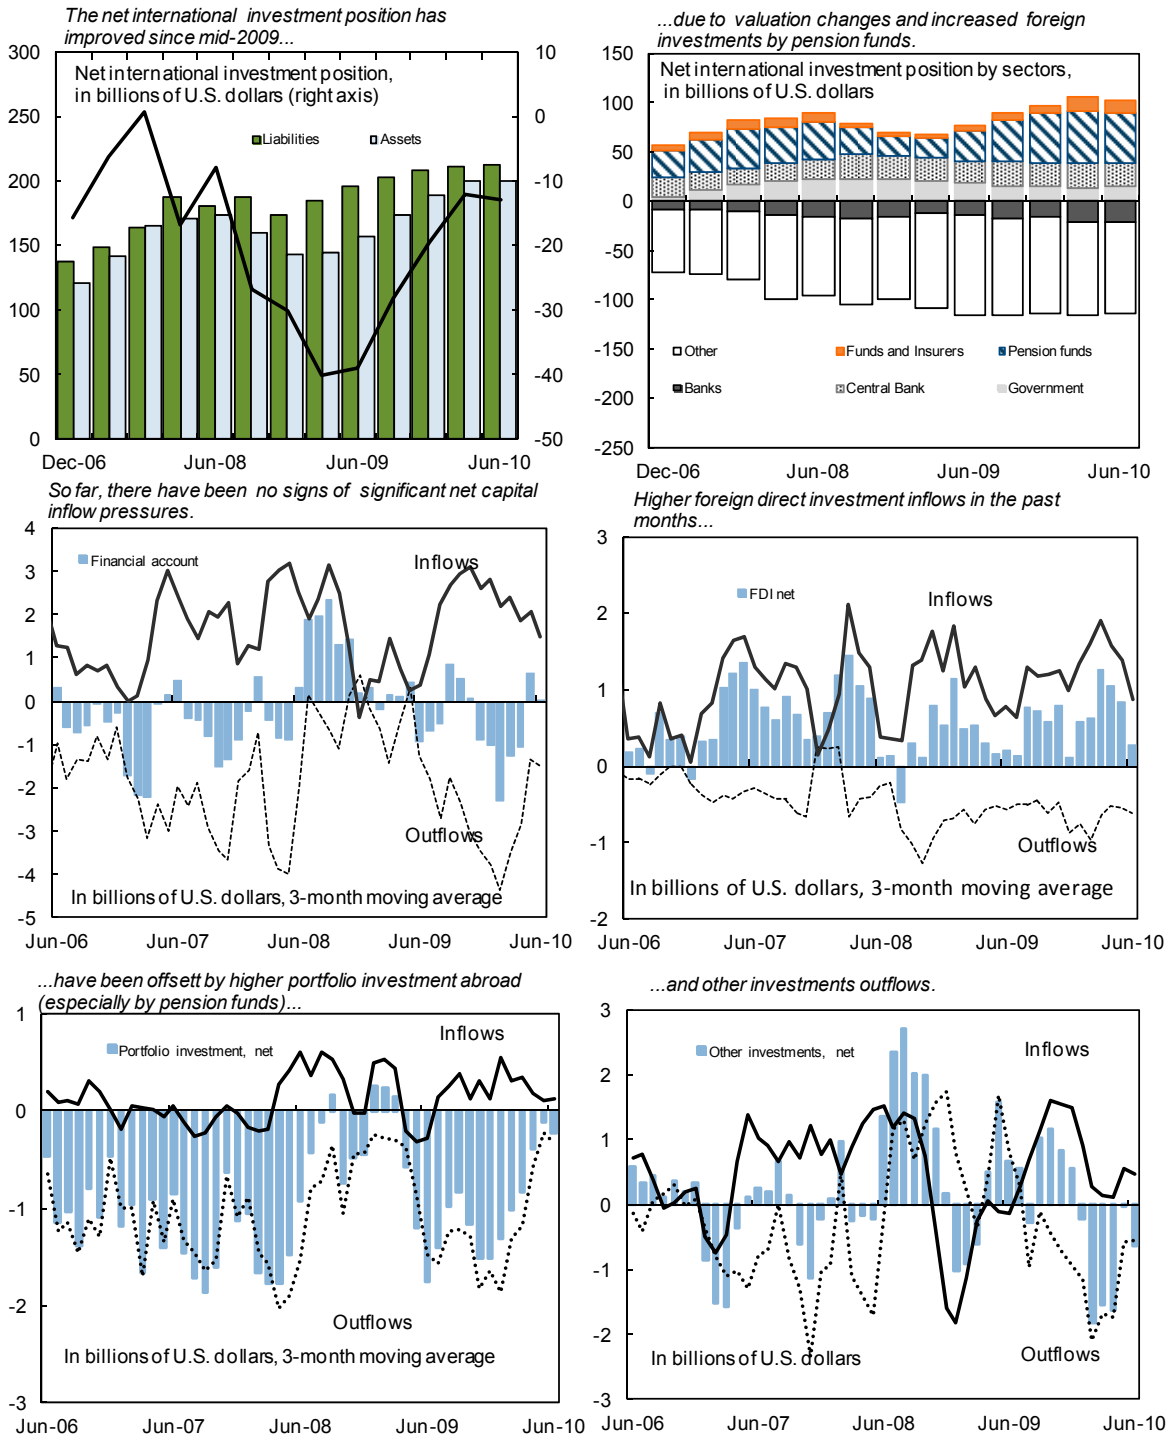 The net international investment position has
improved since mid-2009...
300
250
200
150
100
50
0
10
0
-10
-20
-30
-40
-50
Net international investment position,
in billions of U.S. dollars (right axis)
Liabilities
Assets
Dec-06
Jun-08
Jun-09
Jun-10
...due to valuation changes and increased foreign
investments by pension funds.
150
100
50
0
-50
-100
-150
-200
-250
Net international investment position by sectors,
in billions of U.S. dollars
Other
Funds and Insurers
Pension funds
Banks
Central Bank
Government
Dec-06
Jun-08
Jun-09
Jun-10
So far, there have been no signs of significant net capital
inflow pressures.
4
3
2
1
0
-1
-2
-3
-4
-5
Financial account
Inflows
Outflows
In billions of U.S. dollars, 3-month moving average
Jun-06
Jun-07
Jun-08
Jun-09
Jun-10
Higher foreign direct investment inflows in the past
months...
3
2
1
0
-1
-2
FDI net
Inflows
Outflows
In billions of U.S. dollars, 3-month moving average
Jun-06
Jun-07
Jun-08
Jun-09
Jun-10
...have been offsett by higher portfolio investment abroad
(especially by pension funds)...
1
0
-1
-2
-3
Inflows
Portfolio investment, net
Outflows
In billions of U.S. dollars, 3-month moving average
Jun-06
Jun-07
Jun-08
Jun-09
Jun-10
...and other investments outflows.
3
2
1
0
-1
-2
-3
Other investments, net
Inflows
Outflows
In billions of U.S. dollars
Jun-06
Jun-07
Jun-08
Jun-09
Jun-10